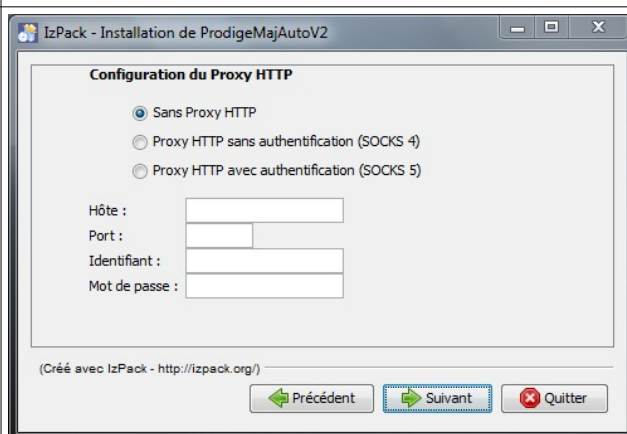 IzPack - Installation de ProdigeMajAutoV2
Configuration du Proxy HTTP
Sans Proxy HTTP
Proxy HTTP sans authentification (SOCKS 4)
Proxy HTTP avec authentification (SOCKS 5)
Hôte :
Port :
Identifiant :
Mot de passe :
(Créé avec IzPack - http://izpack.org/)
Précédent Suivant Quitter